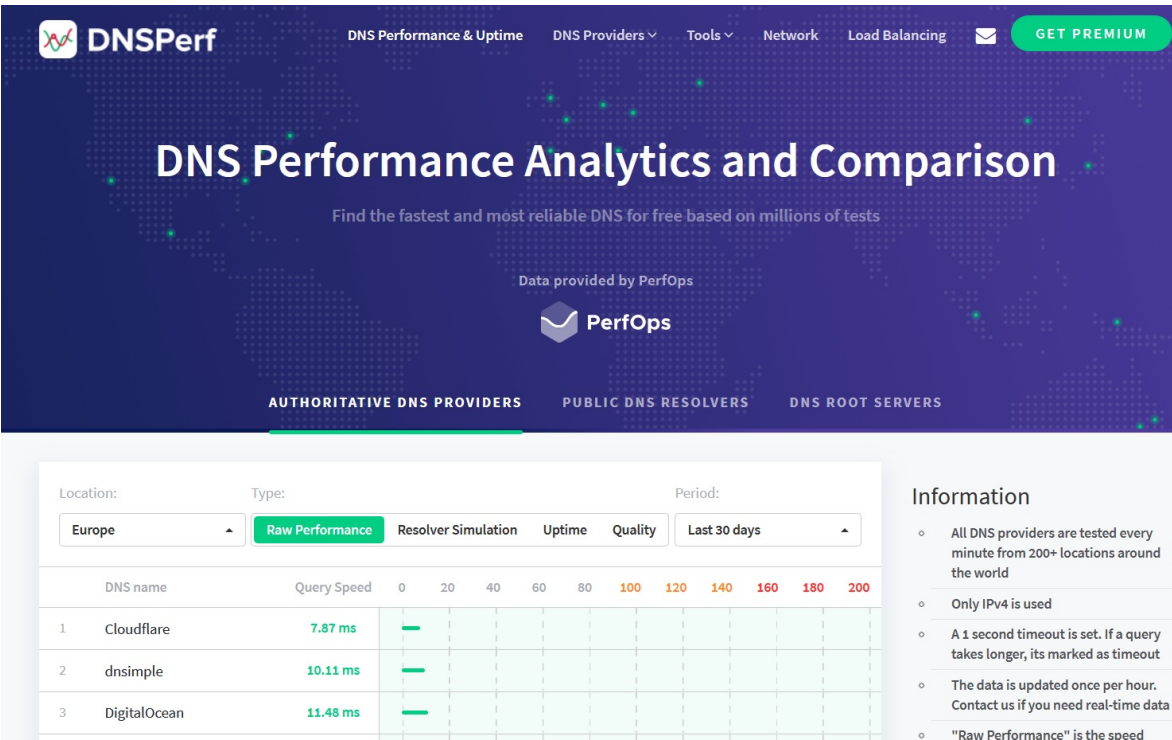 DNSPerf
DNS Performance & Uptime DNS Providers Tools Network Load Balancing GET PREMIUM
DNS Performance Analytics and Comparison
Find the fastest and most reliable DNS for free based on millions of tests
Data provided by PerfOps
PerfOps
AUTHORITATIVE DNS PROVIDERS PUBLIC DNS RESOLVERS DNS ROOT SERVERS
Location: Type: Period:
Europe Raw Performance Resolver Simulation Uptime Quality Last 30 days
DNS name Query Speed 0 20 40 60 80 100 120 140 160 180 200
1 Cloudflare 7.87 ms
2 dnsimple 10.11 ms
3 DigitalOcean 11.48 ms
Information
All DNS providers are tested every
minute from 200+ locations around
the world
Only IPv4 is used
A 1 second timeout is set. If a query
takes longer, its marked as timeout
The data is updated once per hour.
Contact us if you need real-time data
"Raw Performance" is the speed